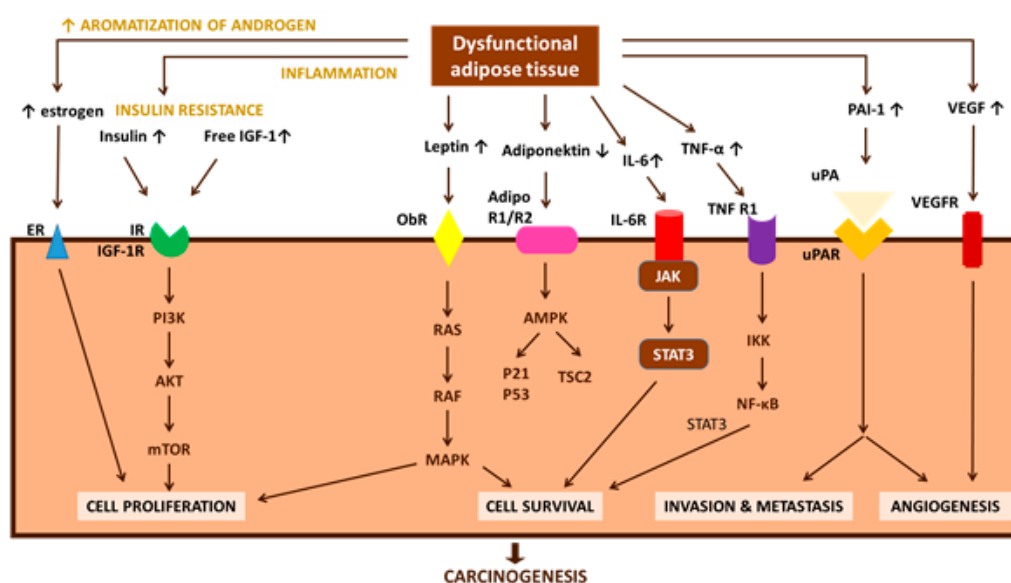 ↑ AROMATIZATION OF ANDROGEN
Dysfunctional
adipose tissue
INFLAMMATION
↑ estrogen
INSULIN RESISTANCE
Insulin ↑
Free IGF-1↑
Leptin ↑
Adiponektin ↓
IL-6↑
TNF-α ↑
PAI-1 ↑
VEGF ↑
uPA
ER
IR
IGF-1R
ObR
Adipo
R1/R2
IL-6R
TNF R1
uPAR
VEGFR
JAK
PI3K
RAS
AMPK
STAT3
IKK
AKT
RAF
P21
P53
TSC2
NF-κB
STAT3
mTOR
MAPK
CELL PROLIFERATION
CELL SURVIVAL
INVASION & METASTASIS
ANGIOGENESIS
CARCINOGENESIS